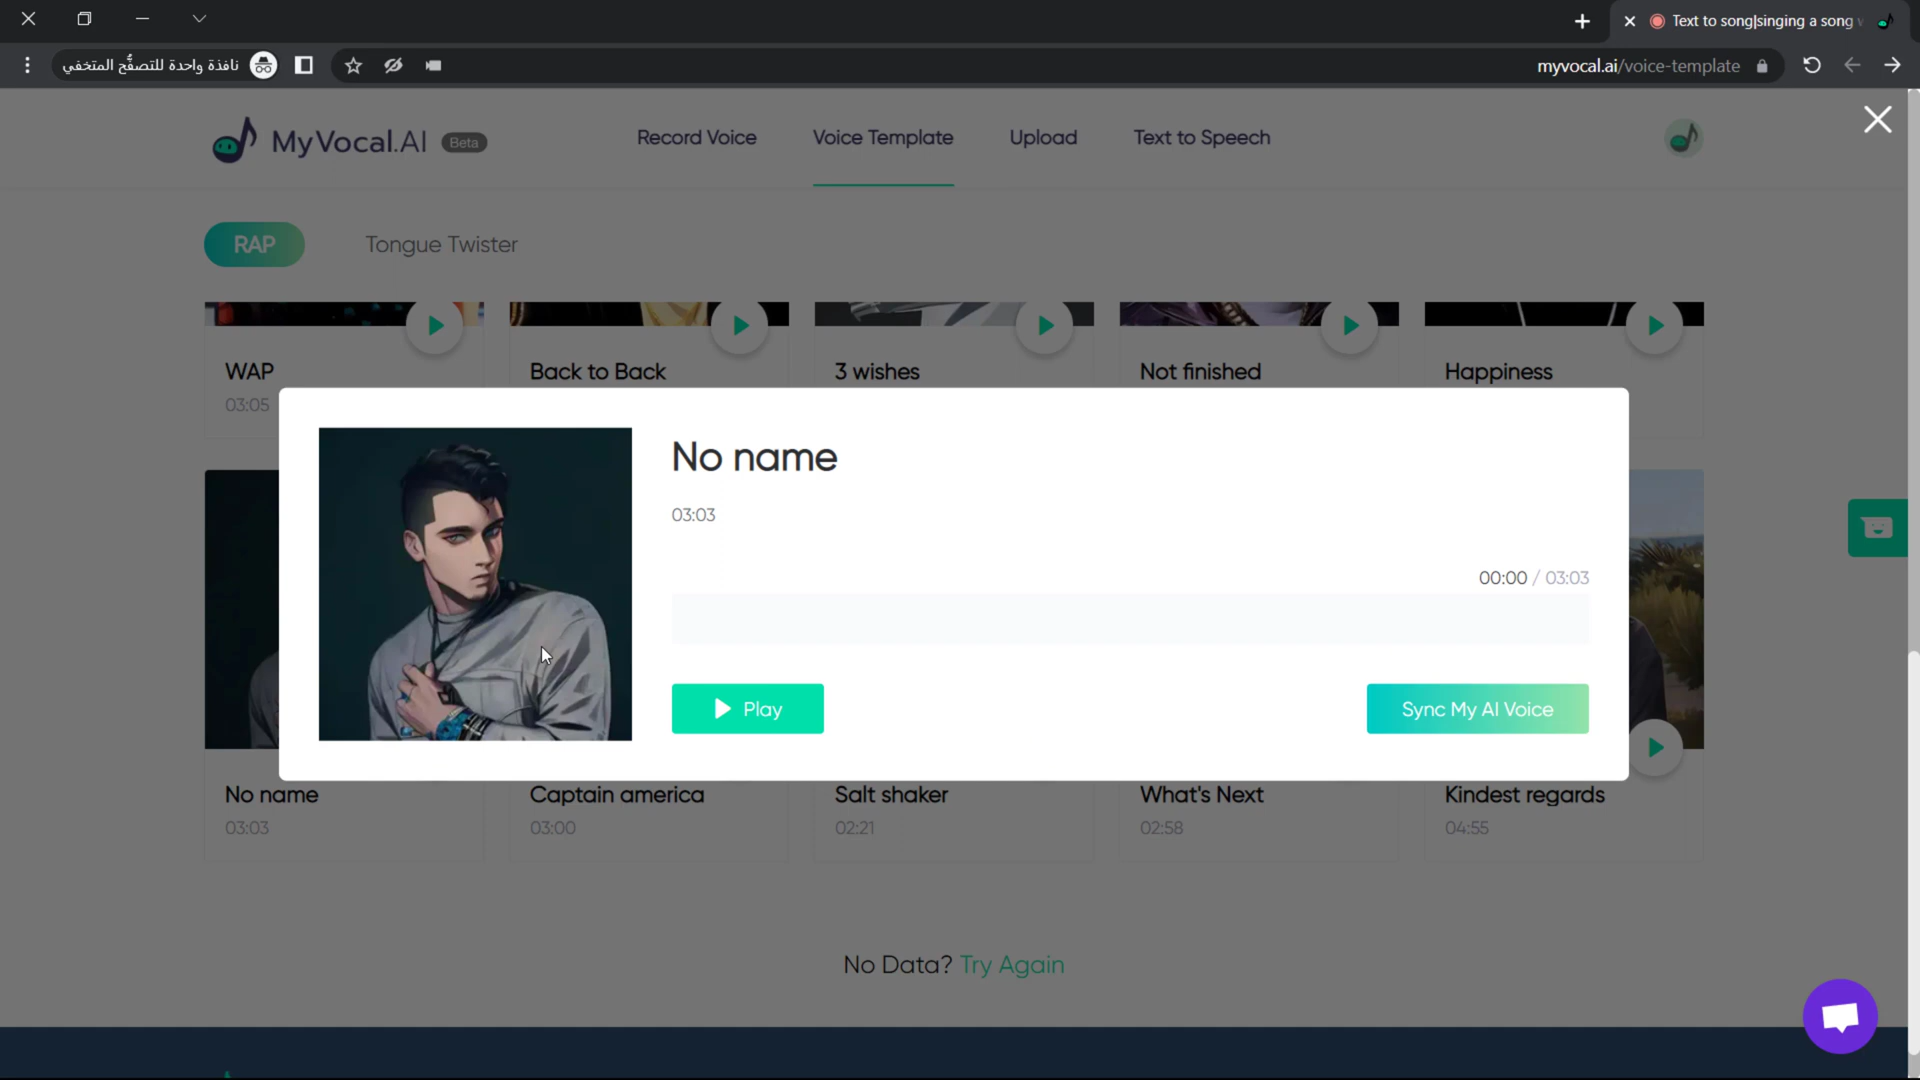 Text to song|singing a song
نافذة واحدة للتصفُّح المتخفي
myvocal.ai/voice-template
MyVocal.AI Beta
Record Voice
Voice Template
Upload
Text to Speech
RAP
Tongue Twister
WAP
Back to Back
3 wishes
Not finished
Happiness
03:05
No name
03:03
00:00 / 03:03
Play
Sync My AI Voice
No name
Captain america
Salt shaker
What's Next
Kindest regards
03:03
03:00
02:21
02:58
04:55
No Data? Try Again